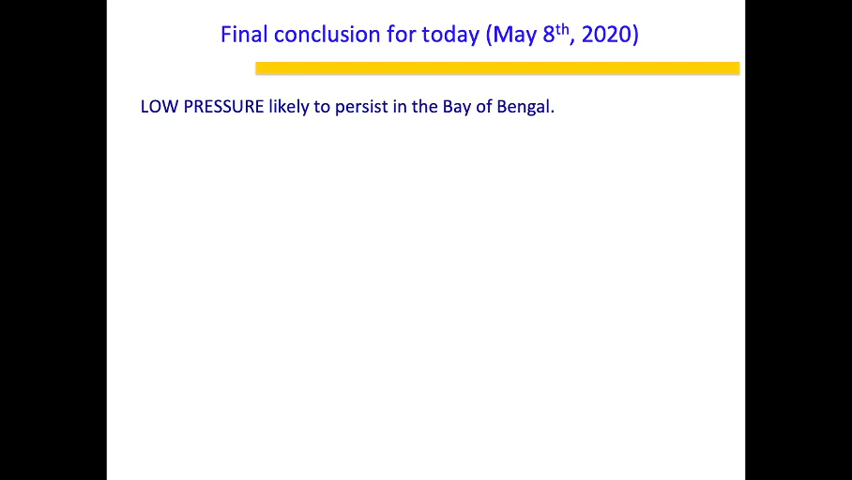 Final conclusion for today (May 8th, 2020)
LOW PRESSURE likely to persist in the Bay of Bengal.